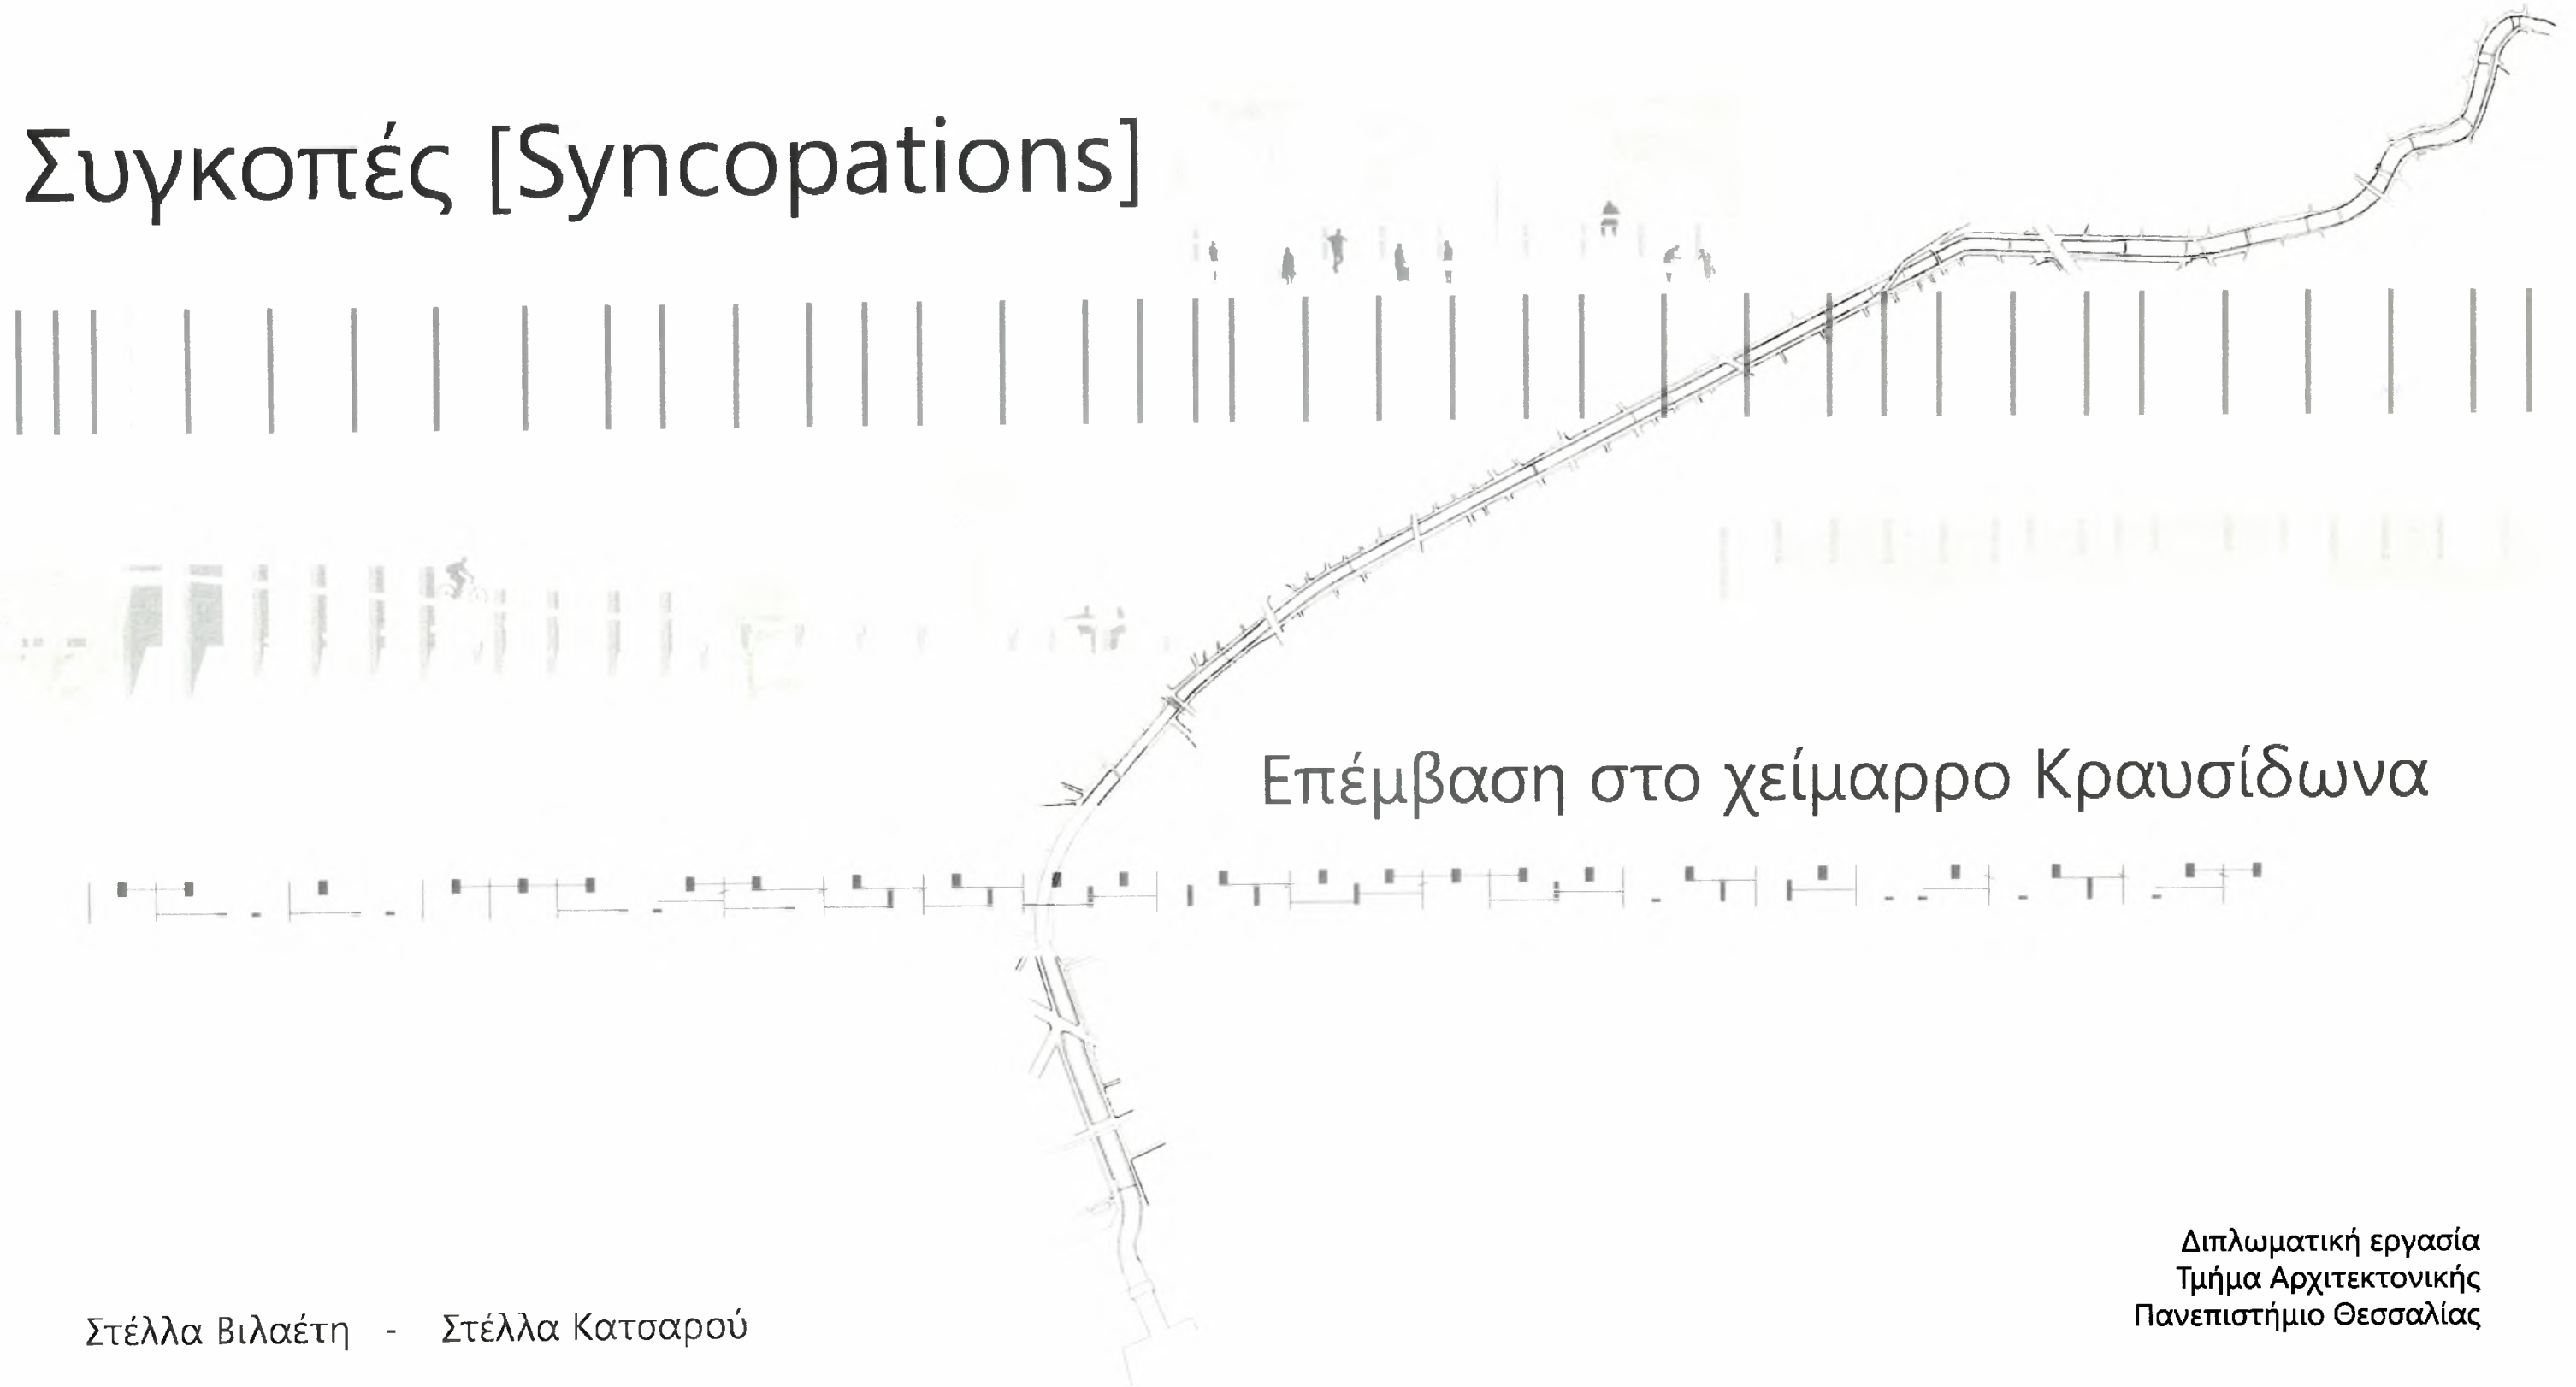 Συγκοπές [Syncopations]
Επέμβαση στο χείμαρρο Κραυσίδωνα
Διπλωματική εργασία
Τμήμα Αρχιτεκτονικής
Πανεπιστήμιο Θεσσαλίας
Στέλλα Βιλαέτη - Στέλλα Κατσαρού